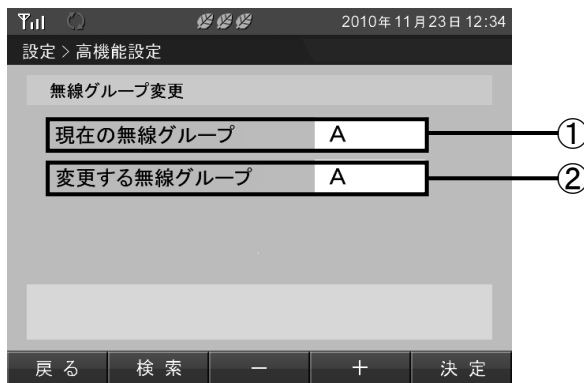 2010年11月23日 12:34
設定 > 高機能設定
無線グループ変更
現在の無線グループ A ①
変更する無線グループ A ②
戻る 検索 － ＋ 決定